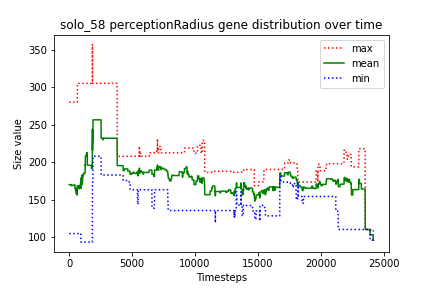 solo_58 perceptionRadius gene distribution over time
max
mean
min
350
300
250
200
150
100
Size value
0
5000
10000
15000
20000
25000
Timesteps